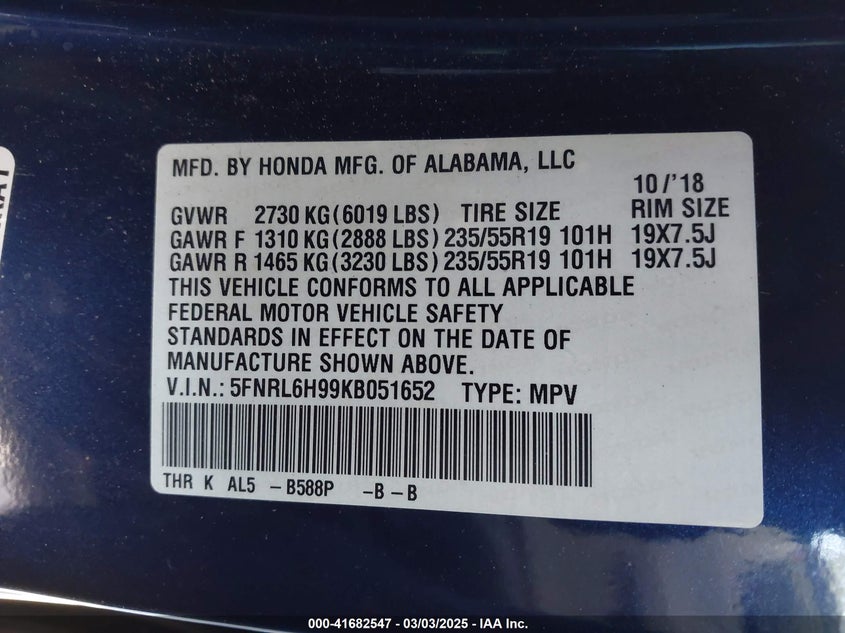 MFD. BY HONDA MFG. OF ALABAMA, LLC
10/'18
GVWR 2730 KG(6019 LBS) TIRE SIZE RIM SIZE
GAWR F 1310 KG(2888 LBS) 235/55R19 101H 19X7.5J
GAWR R 1465 KG(3230 LBS) 235/55R19 101H 19X7.5J
THIS VEHICLE CONFORMS TO ALL APPLICABLE
FEDERAL MOTOR VEHICLE SAFETY
STANDARDS IN EFFECT ON THE DATE OF
MANUFACTURE SHOWN ABOVE.
V.I.N.: 5FNRL6H99KB051652 TYPE: MPV
THR K AL5 -B588P -B -B
000-41682547 — 03/03/2025 — IAA Inc.